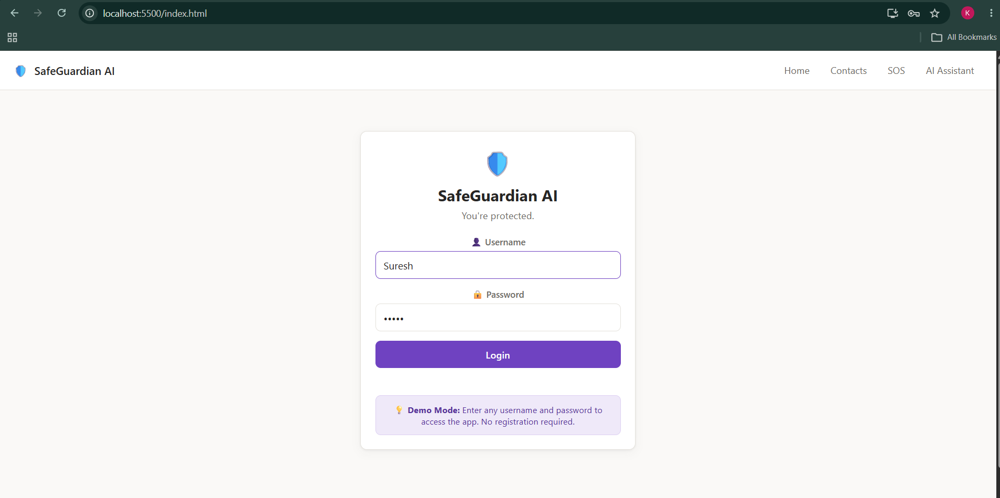 localhost:5500/index.html
K
All Bookmarks
SafeGuardian AI
Home
Contacts
SOS
AI Assistant
SafeGuardian AI
You're protected.
Username
Suresh
Password
•••••
Login
Demo Mode: Enter any username and password to
access the app. No registration required.